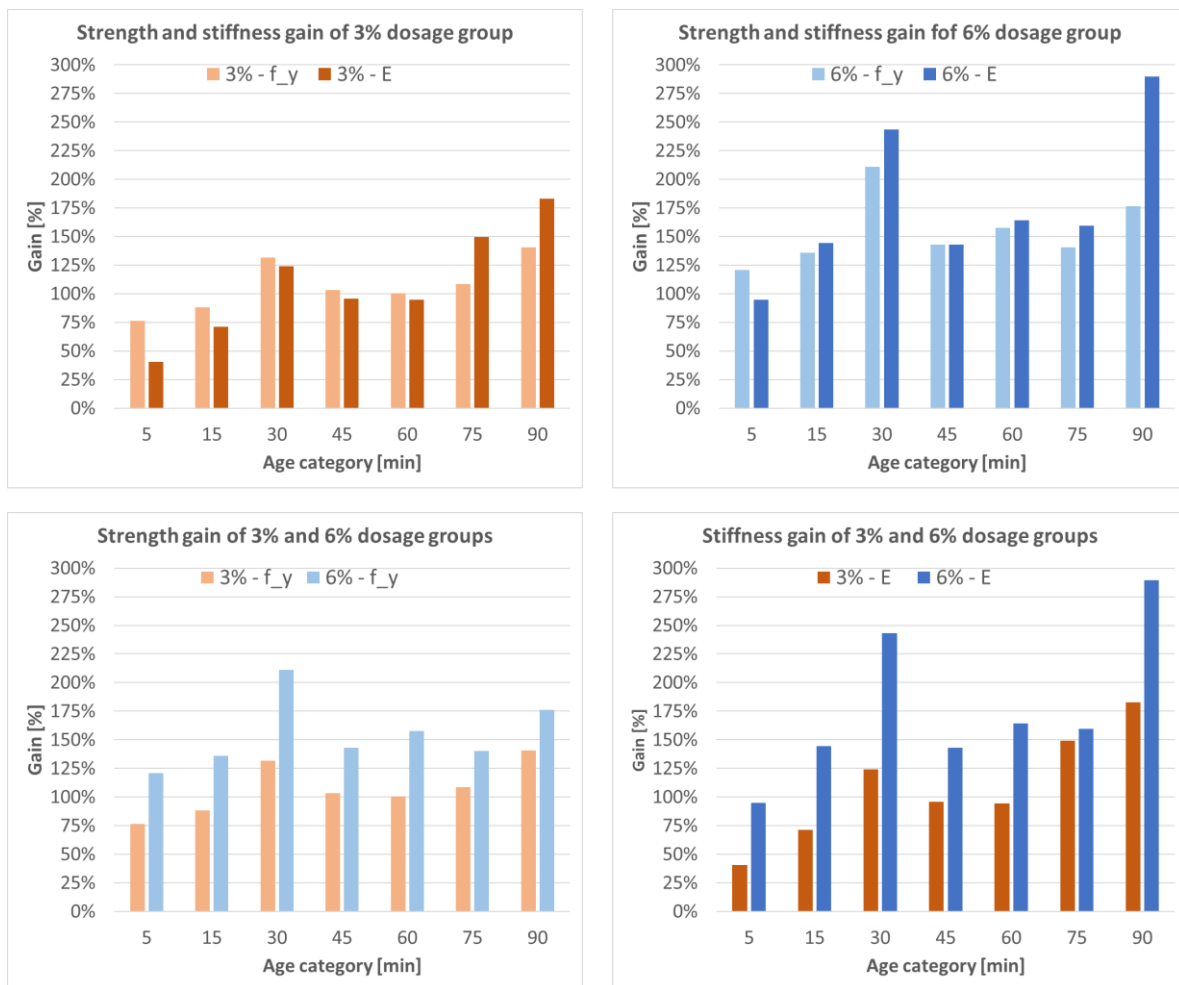 Strength and stiffness gain of 3% dosage group
3% - f_y 3% - E
300%
275%
250%
225%
200%
175%
150%
125%
100%
75%
50%
25%
0%
Gain [%]
5 15 30 45 60 75 90
Age category [min]
Strength and stiffness gain fof 6% dosage group
6% - f_y 6% - E
300%
275%
250%
225%
200%
175%
150%
125%
100%
75%
50%
25%
0%
Gain [%]
5 15 30 45 60 75 90
Age category [min]
Strength gain of 3% and 6% dosage groups
3% - f_y 6% - f_y
300%
275%
250%
225%
200%
175%
150%
125%
100%
75%
50%
25%
0%
Gain [%]
5 15 30 45 60 75 90
Age category [min]
Stiffness gain of 3% and 6% dosage groups
3% - E 6% - E
300%
275%
250%
225%
200%
175%
150%
125%
100%
75%
50%
25%
0%
Gain [%]
5 15 30 45 60 75 90
Age category [min]